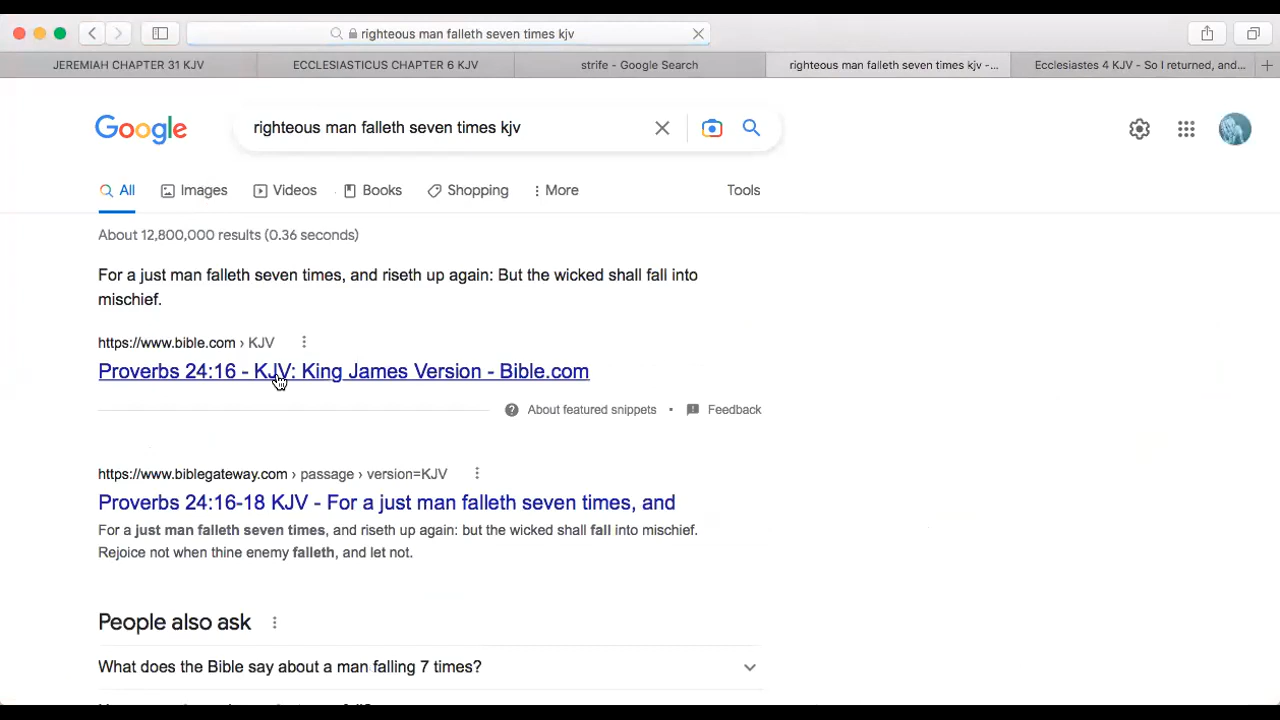 righteous man falleth seven times kjv
JEREMIAH CHAPTER 31 KJV
ECCLESIASTICUS CHAPTER 6 KJV
strife - Google Search
righteous man falleth seven times kjv -...
Ecclesiastes 4 KJV - So I returned, and...
Google
righteous man falleth seven times kjv
All
Images
Videos
Books
Shopping
More
Tools
About 12,800,000 results (0.36 seconds)
For a just man falleth seven times, and riseth up again: But the wicked shall fall into
mischief.
https://www.bible.com › KJV
Proverbs 24:16 - KJV: King James Version - Bible.com
About featured snippets • Feedback
https://www.biblegateway.com › passage › version=KJV
Proverbs 24:16-18 KJV - For a just man falleth seven times, and
For a just man falleth seven times, and riseth up again: but the wicked shall fall into mischief.
Rejoice not when thine enemy falleth, and let not.
People also ask
What does the Bible say about a man falling 7 times?